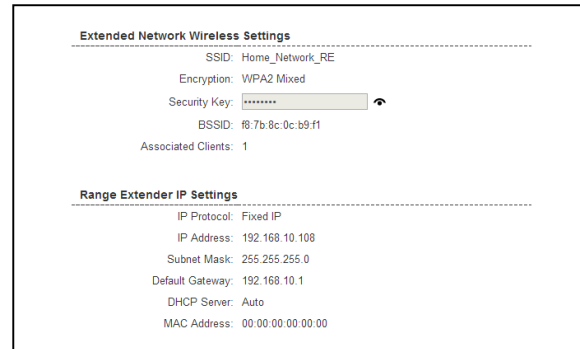 Extended Network Wireless Settings
SSID: Home_Network_RE
Encryption: WPA2 Mixed
Security Key: ••••••••
BSSID: f8:7b:8c:0c:b9:f1
Associated Clients: 1
Range Extender IP Settings
IP Protocol: Fixed IP
IP Address: 192.168.10.108
Subnet Mask: 255.255.255.0
Default Gateway: 192.168.10.1
DHCP Server: Auto
MAC Address: 00:00:00:00:00:00